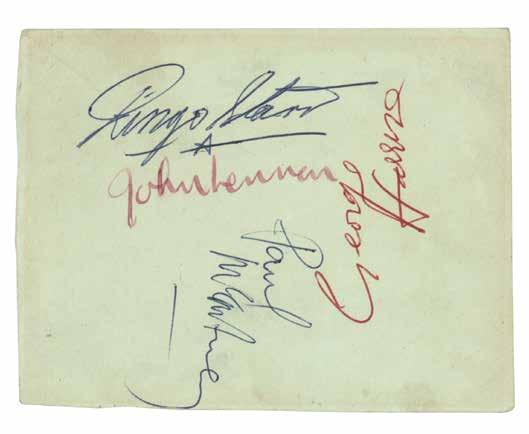 Ringo Starr
John Lennon
George
Harrison
Paul
McCartney